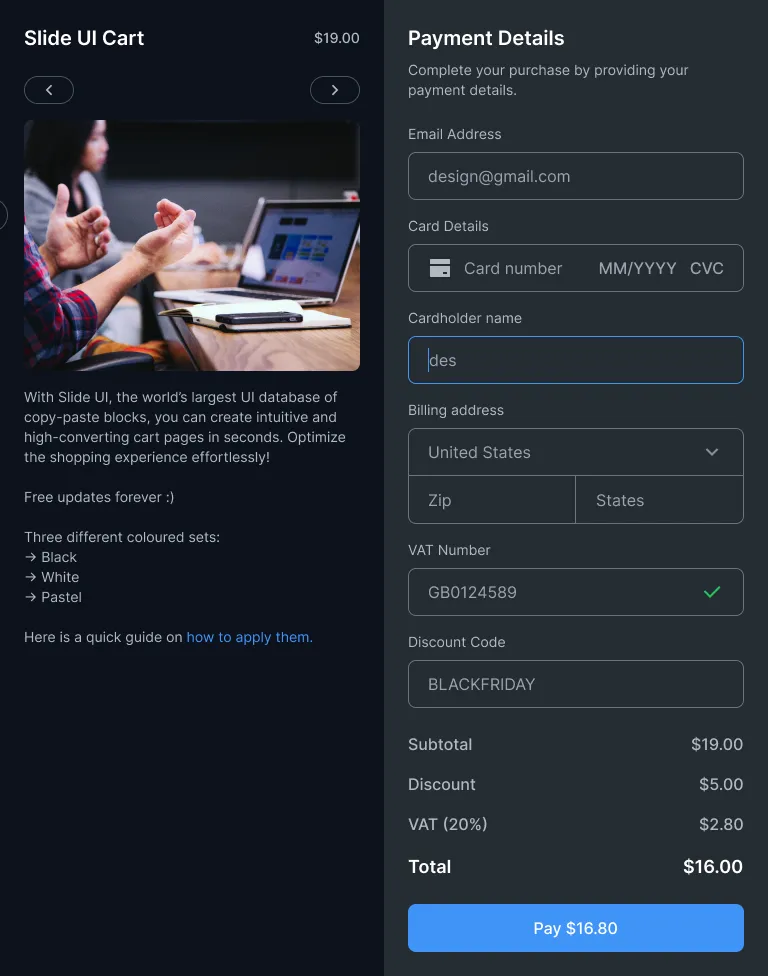 Slide UI Cart
$19.00
With Slide UI, the world’s largest UI database of
copy-paste blocks, you can create intuitive and
high-converting cart pages in seconds. Optimize
the shopping experience effortlessly!
Free updates forever :)
Three different coloured sets:
→ Black
→ White
→ Pastel
Here is a quick guide on how to apply them.
Payment Details
Complete your purchase by providing your
payment details.
Email Address
design@gmail.com
Card Details
Card number MM/YYYY CVC
Cardholder name
des
Billing address
United States
Zip States
VAT Number
GB0124589
Discount Code
BLACKFRIDAY
Subtotal $19.00
Discount $5.00
VAT (20%) $2.80
Total $16.00
Pay $16.80